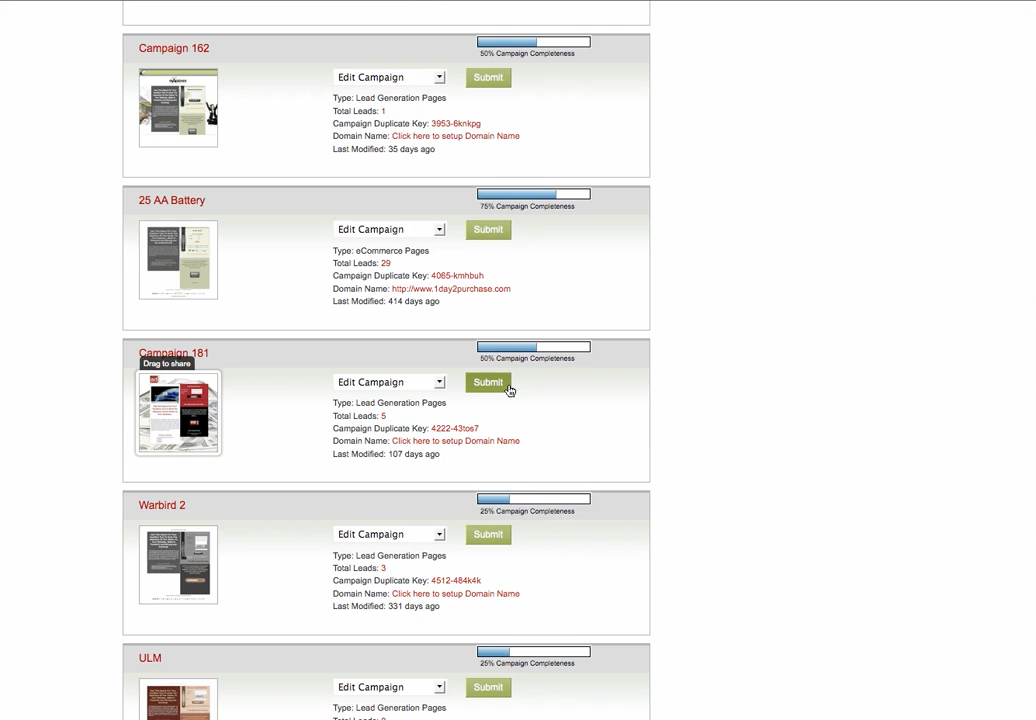 Campaign 162
50% Campaign Completeness
Edit Campaign
Submit
Type: Lead Generation Pages
Total Leads: 1
Campaign Duplicate Key: 3953-6knkpg
Domain Name: Click here to setup Domain Name
Last Modified: 35 days ago
25 AA Battery
75% Campaign Completeness
Edit Campaign
Submit
Type: eCommerce Pages
Total Leads: 29
Campaign Duplicate Key: 4065-kmhbuh
Domain Name: http://www.1day2purchase.com
Last Modified: 414 days ago
Campaign 181
50% Campaign Completeness
Drag to share
Edit Campaign
Submit
Type: Lead Generation Pages
Total Leads: 5
Campaign Duplicate Key: 4222-43tos7
Domain Name: Click here to setup Domain Name
Last Modified: 107 days ago
Warbird 2
25% Campaign Completeness
Edit Campaign
Submit
Type: Lead Generation Pages
Total Leads: 3
Campaign Duplicate Key: 4512-484k4k
Domain Name: Click here to setup Domain Name
Last Modified: 331 days ago
ULM
25% Campaign Completeness
Edit Campaign
Submit
Type: Lead Generation Pages